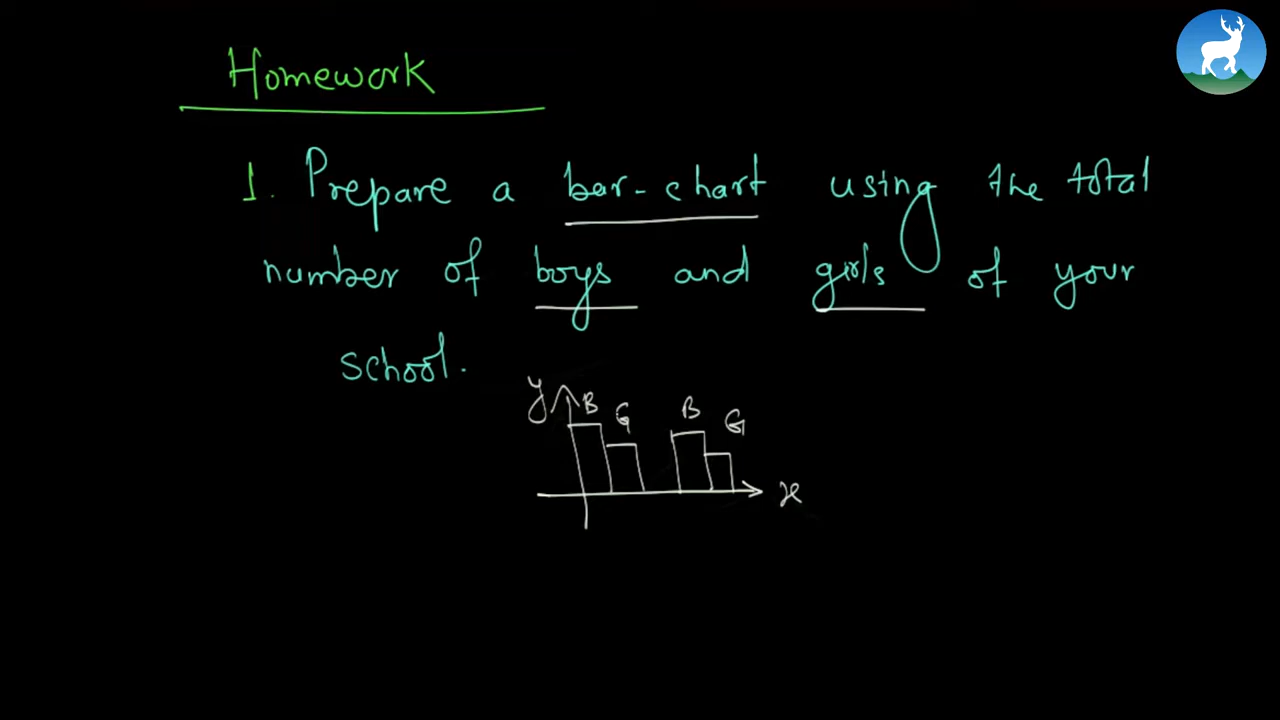 Homework
1. Prepare a bar-chart using the total
number of boys and girls of your
school.
y B G B G
x